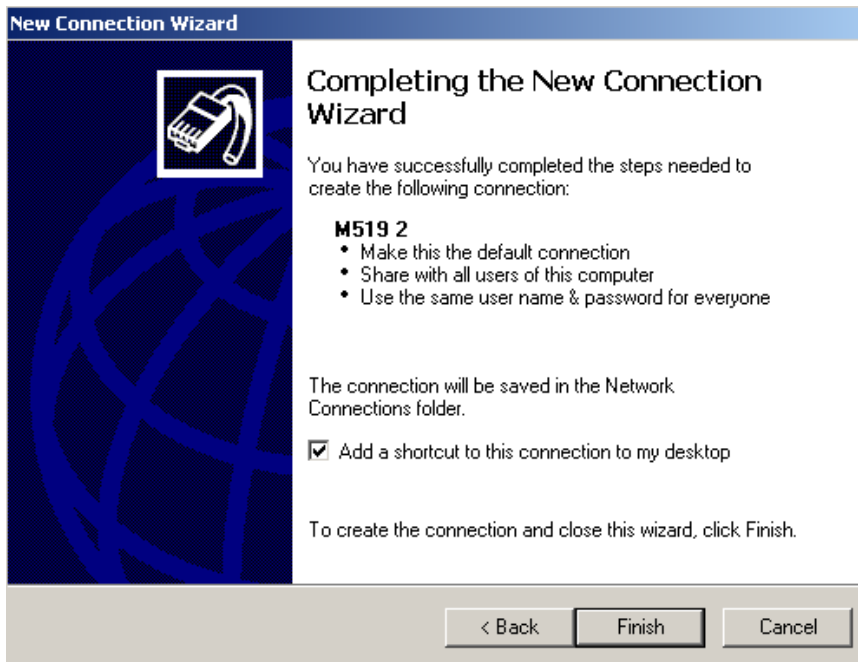 New Connection Wizard
Completing the New Connection
Wizard
You have successfully completed the steps needed to
create the following connection:
M519 2
• Make this the default connection
• Share with all users of this computer
• Use the same user name & password for everyone
The connection will be saved in the Network
Connections folder.
Add a shortcut to this connection to my desktop
To create the connection and close this wizard, click Finish.
< Back Finish Cancel